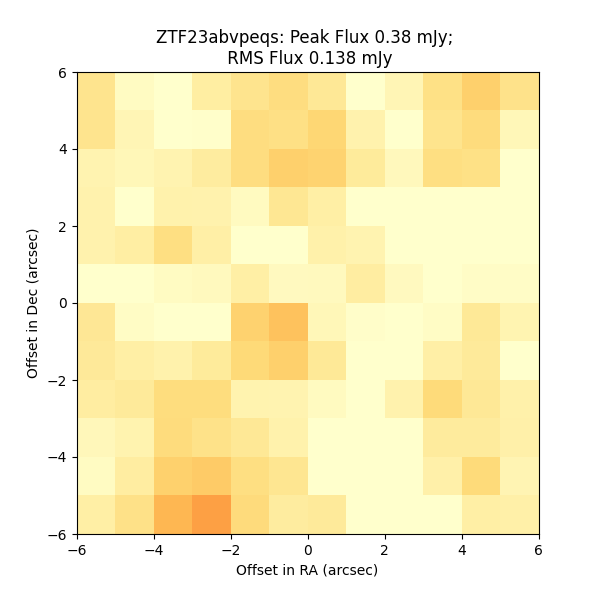 ZTF23abvpeqs: Peak Flux 0.38 mJy;
RMS Flux 0.138 mJy
6
4
2
0
−2
−4
−6
Offset in Dec (arcsec)
−6 −4 −2 0 2 4 6
Offset in RA (arcsec)